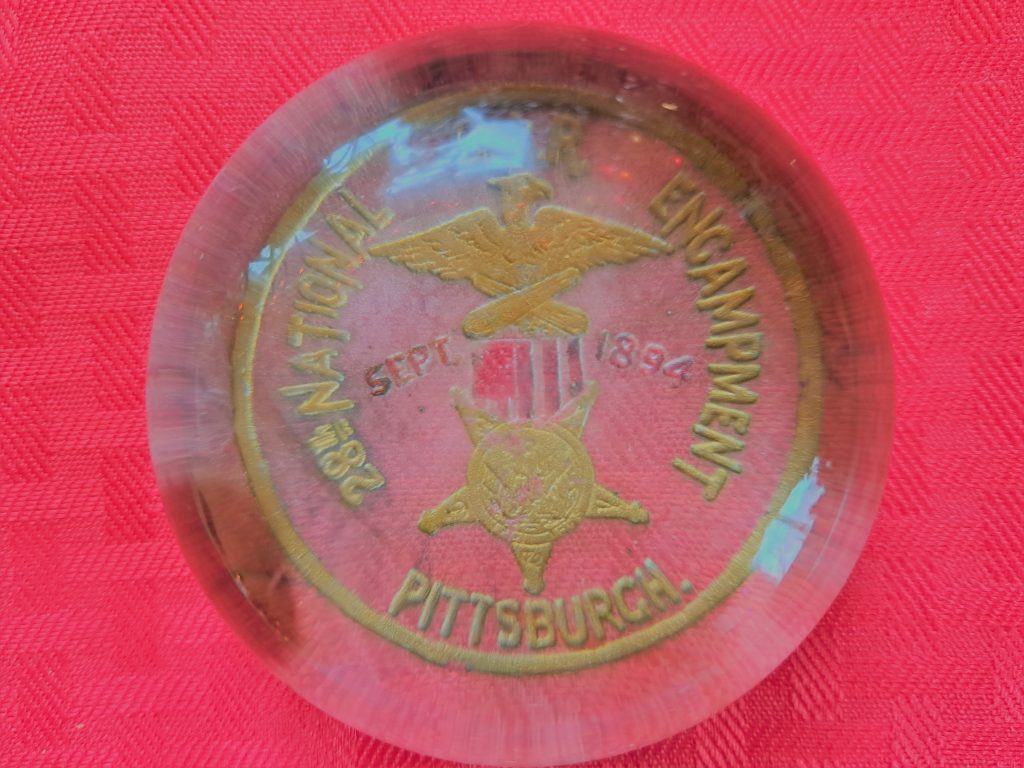 28TH NATIONAL
ENCAMPMENT
SEPT. 1894
PITTSBURGH.